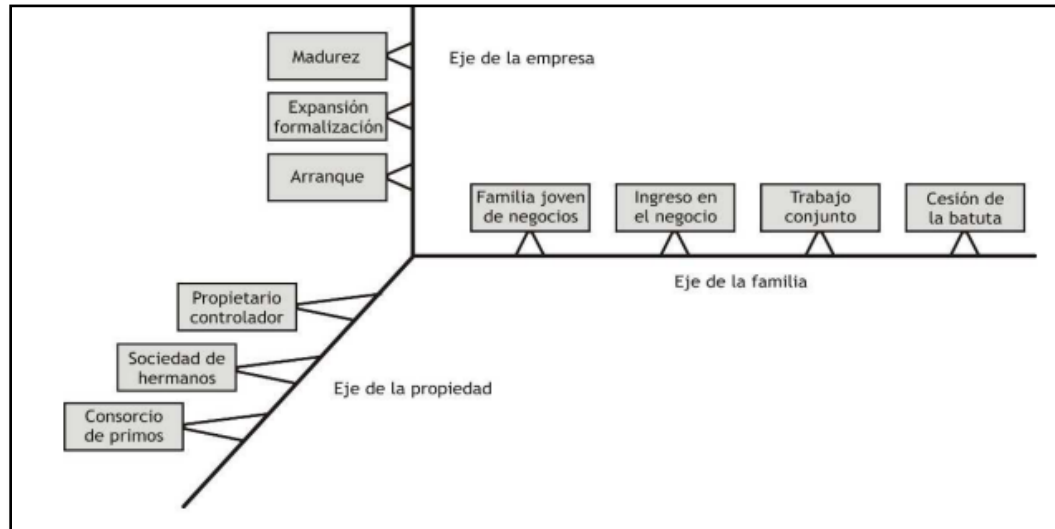 Madurez
Eje de la empresa
Expansión
formalización
Arranque
Familia joven
de negocios
Ingreso en
el negocio
Trabajo
conjunto
Cesión de
la batuta
Eje de la familia
Propietario
controlador
Sociedad de
hermanos
Eje de la propiedad
Consorcio
de primos